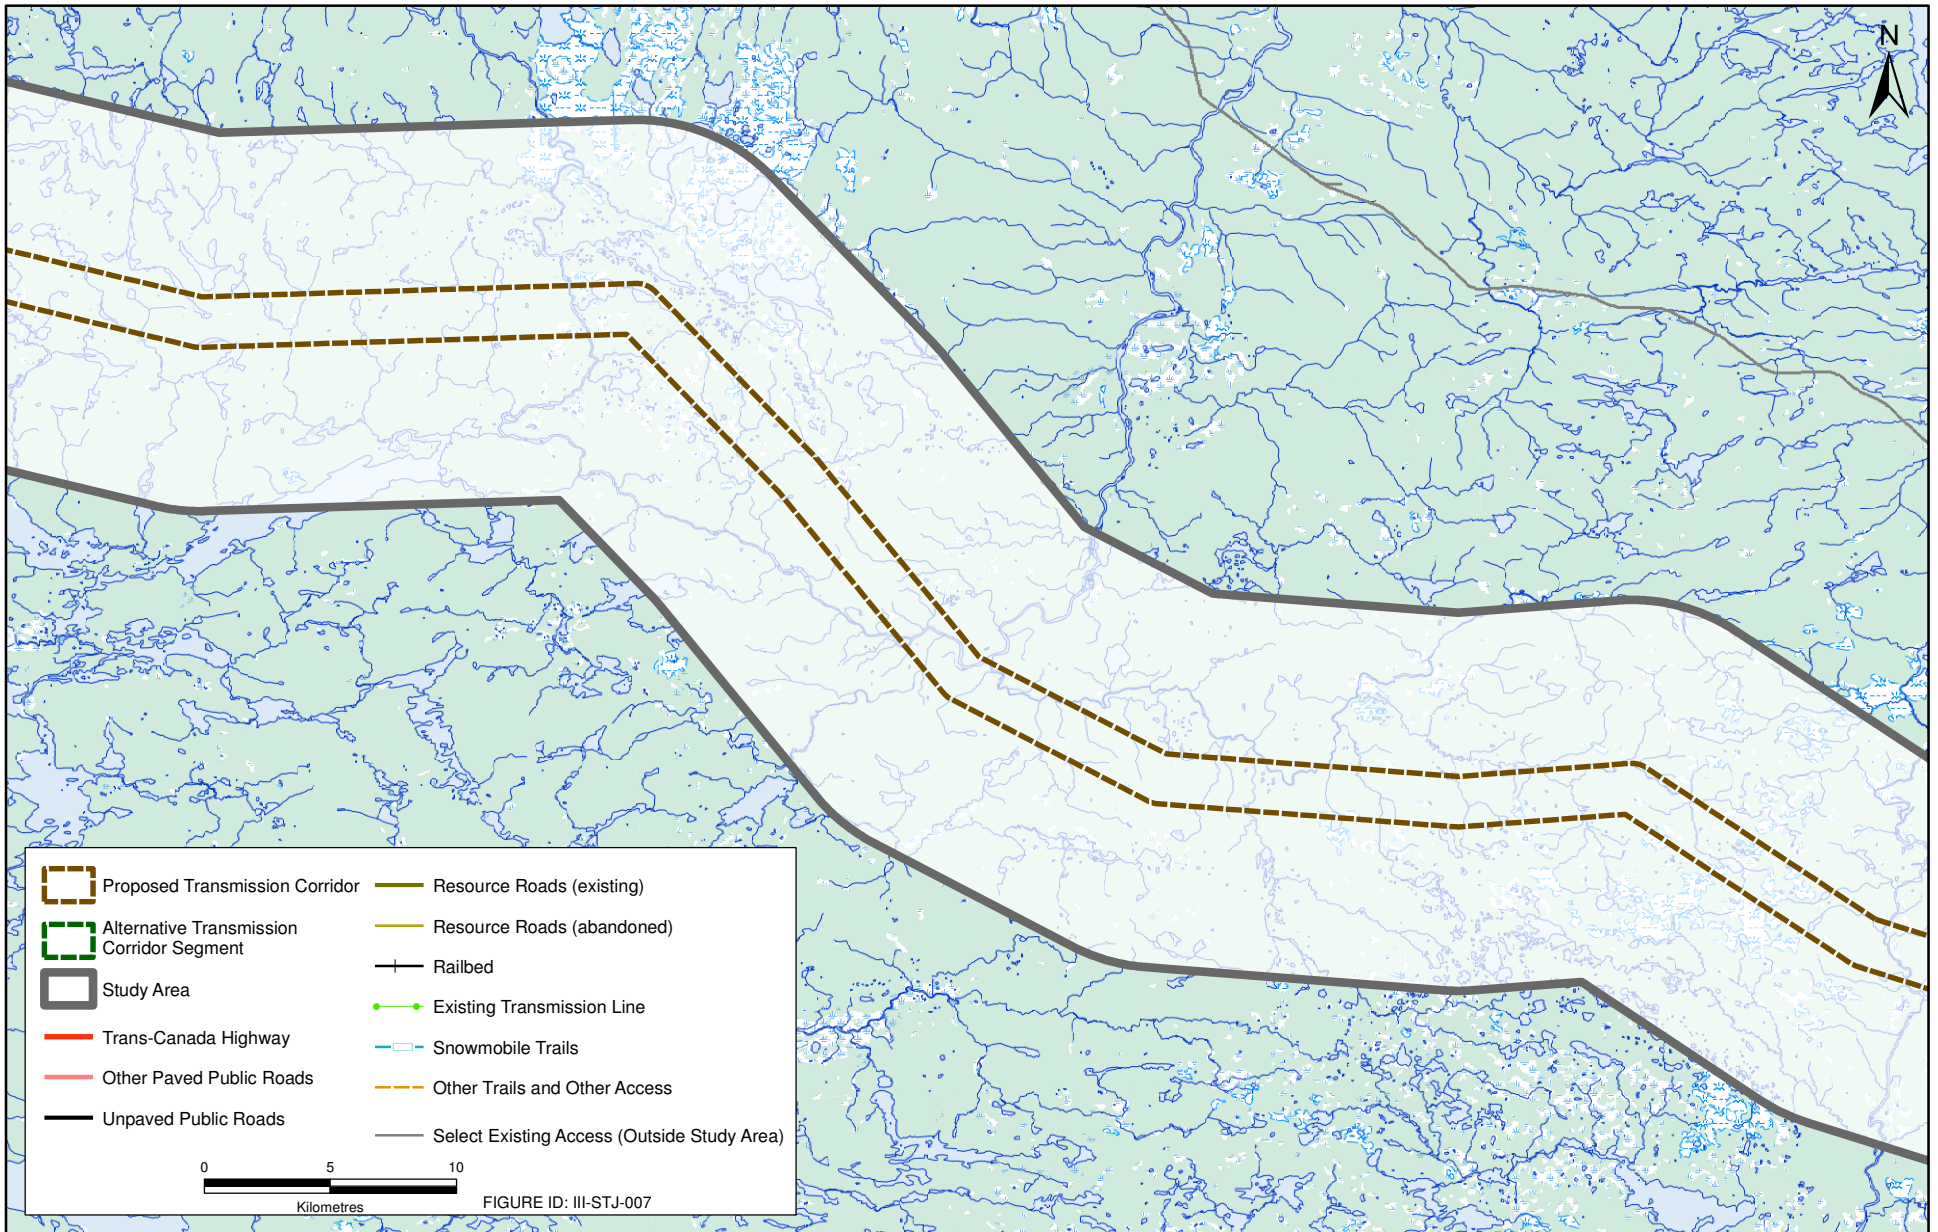 N
Proposed Transmission Corridor
Alternative Transmission
Corridor Segment
Study Area
Trans-Canada Highway
Other Paved Public Roads
Unpaved Public Roads
Resource Roads (existing)
Resource Roads (abandoned)
Railbed
Existing Transmission Line
Snowmobile Trails
Other Trails and Other Access
Select Existing Access (Outside Study Area)
0 5 10
Kilometres
FIGURE ID: III-STJ-007